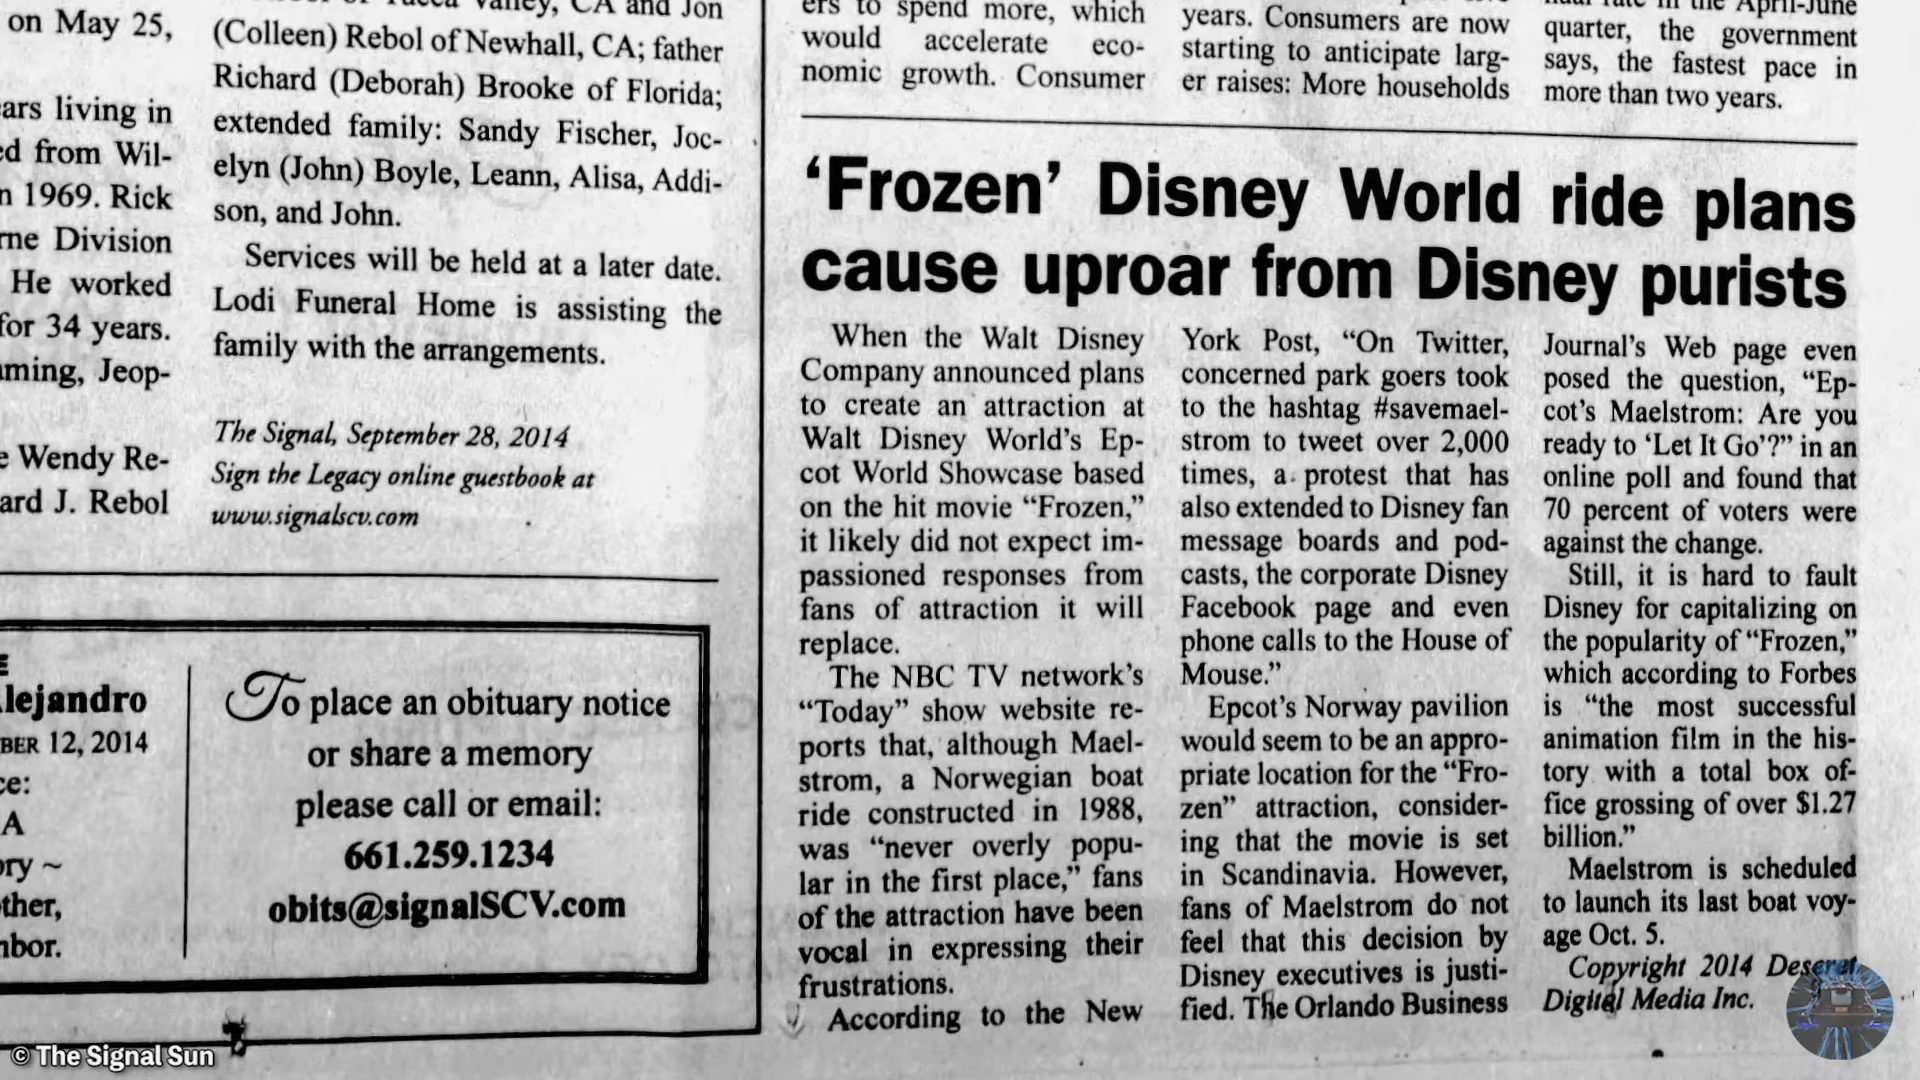 on May 25,
ars living in
ed from Wil-
n 1969. Rick
rne Division
He worked
for 34 years.
ming, Jeop-
e Wendy Re-
ard J. Rebol
Valley, CA and Jon
(Colleen) Rebol of Newhall, CA; father
Richard (Deborah) Brooke of Florida;
extended family: Sandy Fischer, Joc-
elyn (John) Boyle, Leann, Alisa, Addi-
son, and John.
Services will be held at a later date.
Lodi Funeral Home is assisting the
family with the arrangements.
The Signal, September 28, 2014
Sign the Legacy online guestbook at
www.signalscv.com
E
lejandro
BER 12, 2014
ce:
A
ory ~
other,
nbor.
To place an obituary notice
or share a memory
please call or email:
661.259.1234
obits@signalSCV.com
ers to spend more, which
would accelerate eco-
nomic growth. Consumer
years. Consumers are now
starting to anticipate larg-
er raises: More households
nual rate in the April-June
quarter, the government
says, the fastest pace in
more than two years.
‘Frozen’ Disney World ride plans
cause uproar from Disney purists
When the Walt Disney
Company announced plans
to create an attraction at
Walt Disney World’s Ep-
cot World Showcase based
on the hit movie “Frozen,”
it likely did not expect im-
passioned responses from
fans of attraction it will
replace.
The NBC TV network’s
“Today” show website re-
ports that, although Mael-
strom, a Norwegian boat
ride constructed in 1988,
was “never overly popu-
lar in the first place,” fans
of the attraction have been
vocal in expressing their
frustrations.
According to the New
York Post, “On Twitter,
concerned park goers took
to the hashtag #savemael-
strom to tweet over 2,000
times, a protest that has
also extended to Disney fan
message boards and pod-
casts, the corporate Disney
Facebook page and even
phone calls to the House of
Mouse.”
Epcot’s Norway pavilion
would seem to be an appro-
priate location for the “Fro-
zen” attraction, consider-
ing that the movie is set
in Scandinavia. However,
fans of Maelstrom do not
feel that this decision by
Disney executives is justi-
fied. The Orlando Business
Journal’s Web page even
posed the question, “Ep-
cot’s Maelstrom: Are you
ready to ‘Let It Go’?” in an
online poll and found that
70 percent of voters were
against the change.
Still, it is hard to fault
Disney for capitalizing on
the popularity of “Frozen,”
which according to Forbes
is “the most successful
animation film in the his-
tory with a total box of-
fice grossing of over $1.27
billion.”
Maelstrom is scheduled
to launch its last boat voy-
age Oct. 5.
Copyright 2014 Deseret
Digital Media Inc.
© The Signal Sun